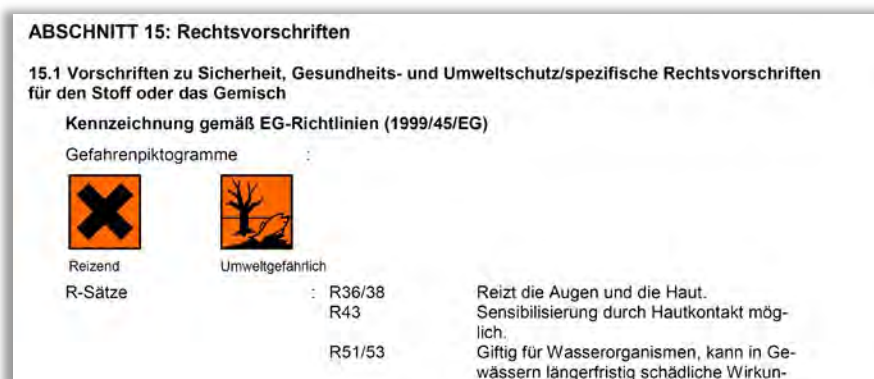 ABSCHNITT 15: Rechtsvorschriften
15.1 Vorschriften zu Sicherheit, Gesundheits- und Umweltschutz/spezifische Rechtsvorschriften
für den Stoff oder das Gemisch
Kennzeichnung gemäß EG-Richtlinien (1999/45/EG)
Gefahrenpiktogramme :
Reizend Umweltgefährlich
R-Sätze : R36/38 Reizt die Augen und die Haut.
R43 Sensibilisierung durch Hautkontakt mög-
lich.
R51/53 Giftig für Wasserorganismen, kann in Ge-
wässern längerfristig schädliche Wirkun-